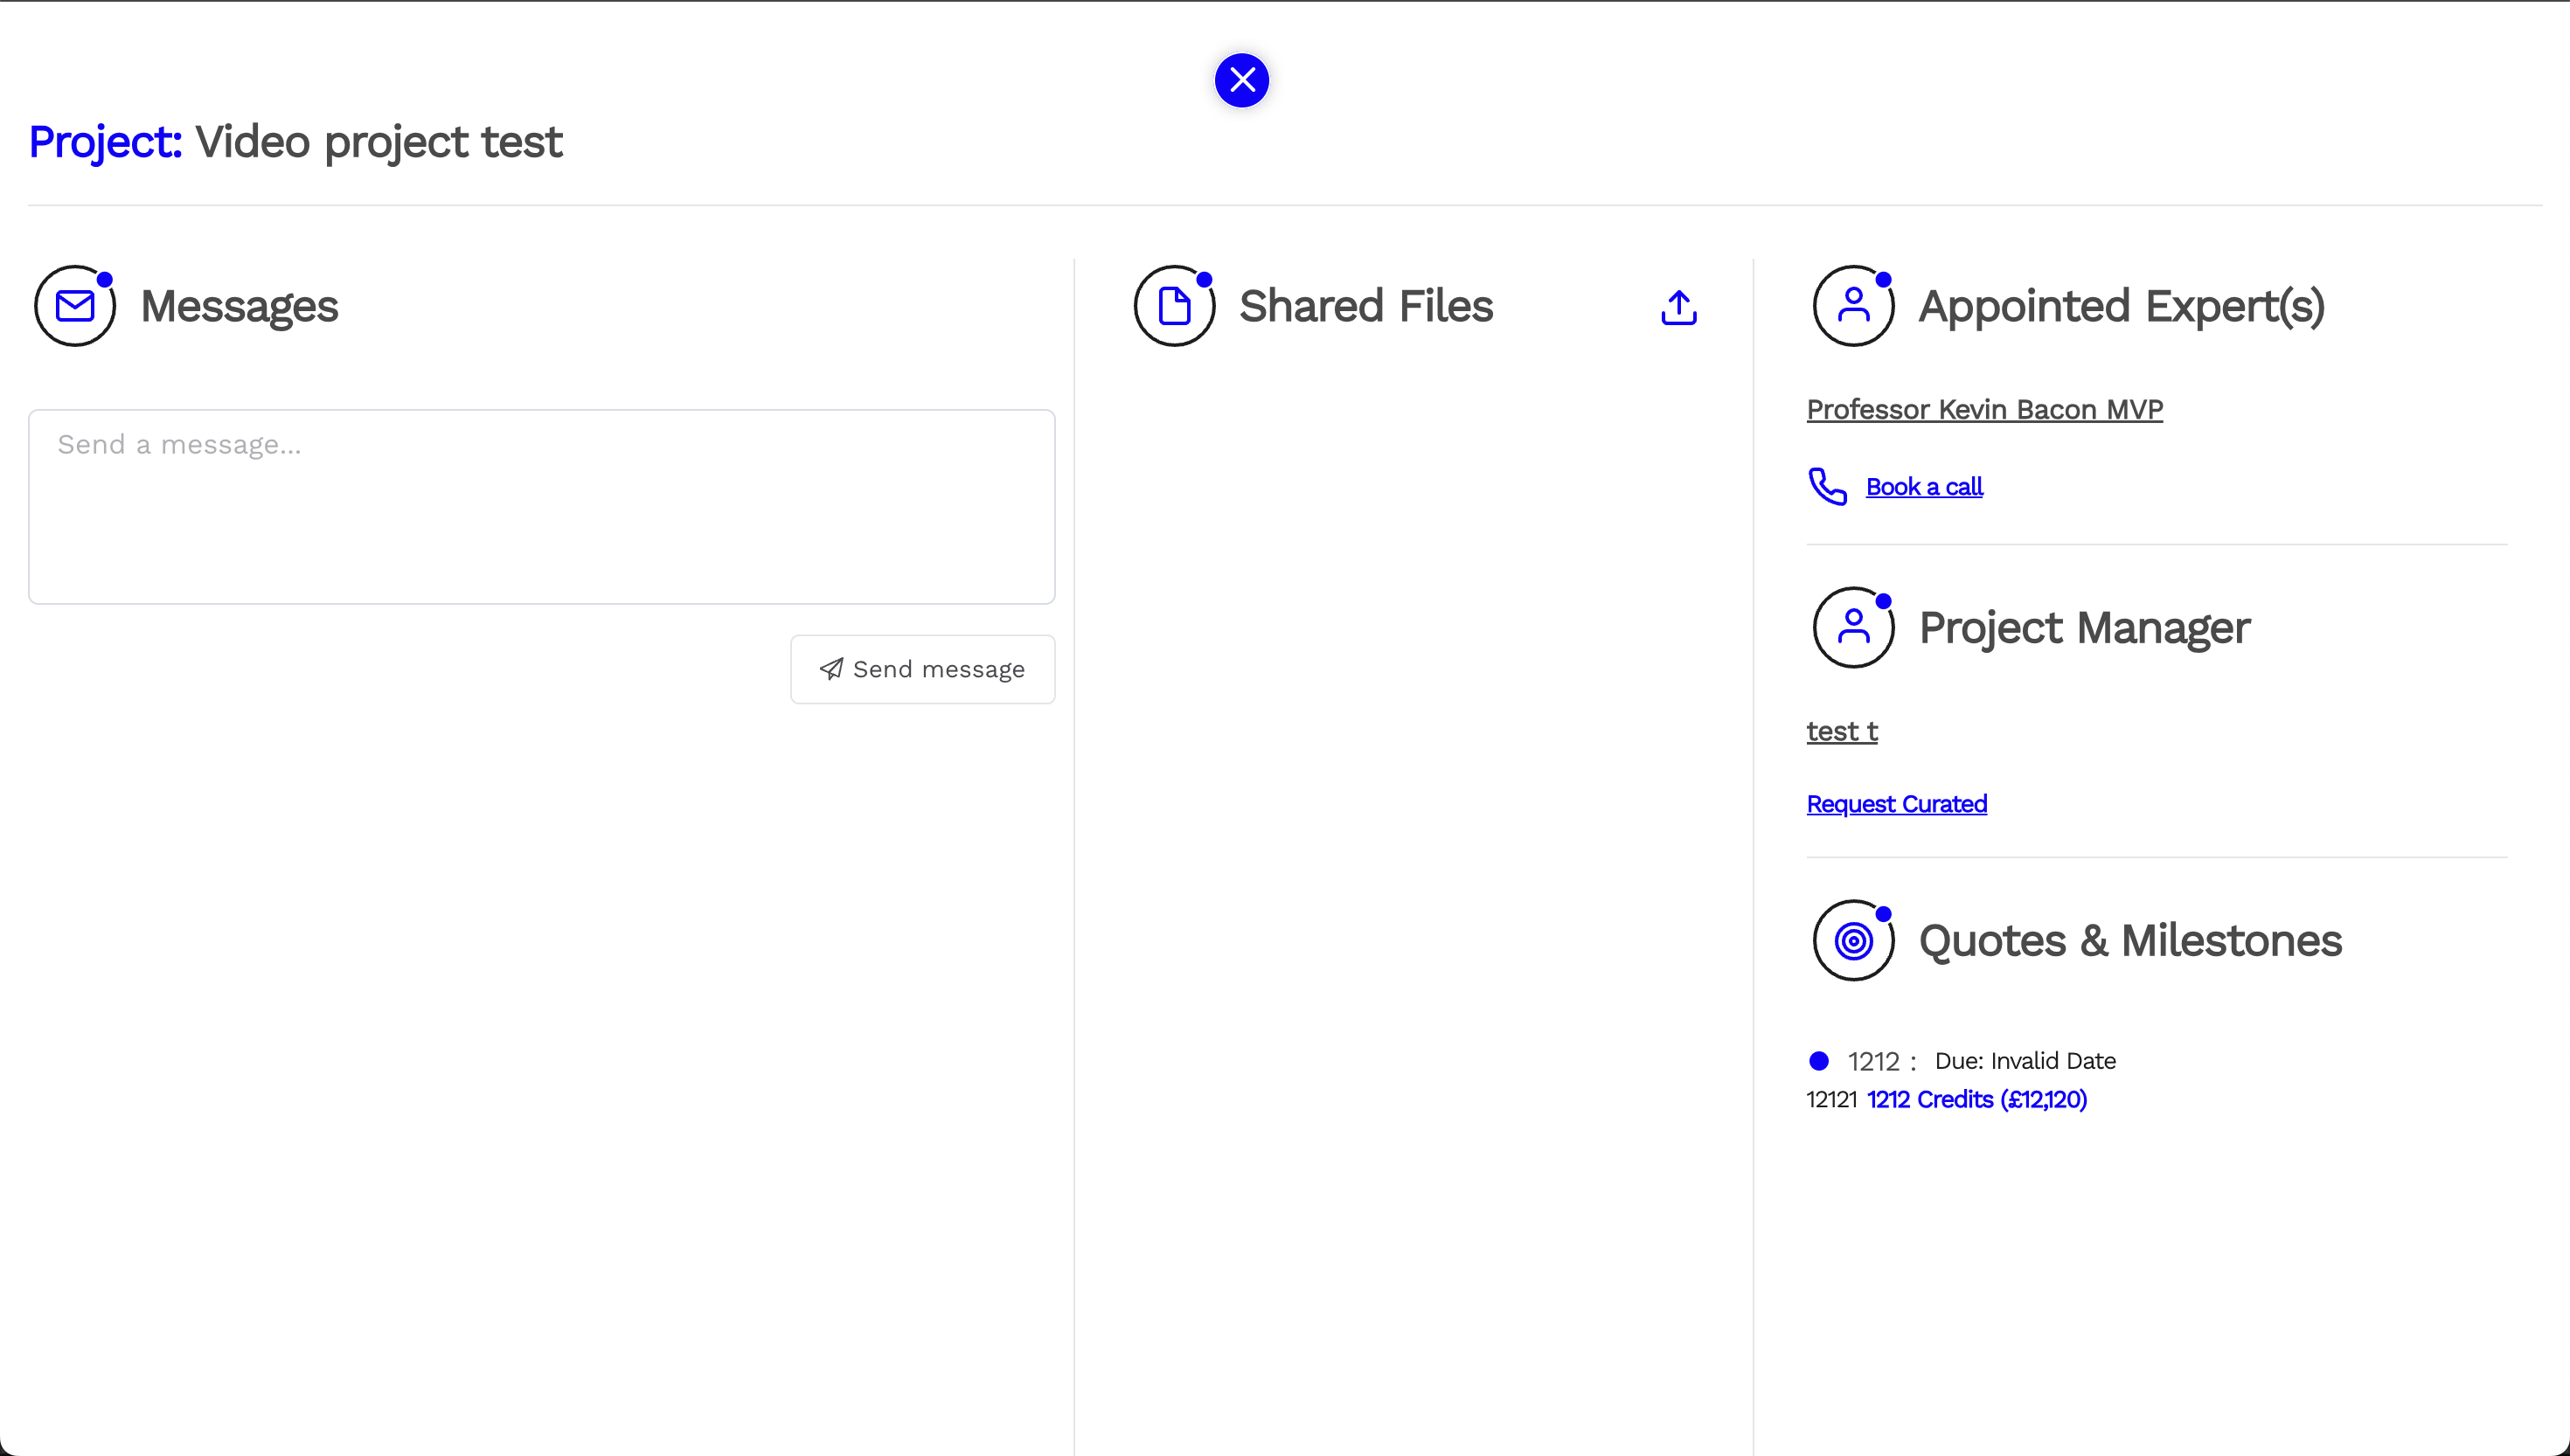 Project: Video project test
Messages
Send a message...
Send message
Shared Files
Appointed Expert(s)
Professor Kevin Bacon MVP
Book a call
Project Manager
test t
Request Curated
Quotes & Milestones
1212 : Due: Invalid Date
12121 1212 Credits (£12,120)